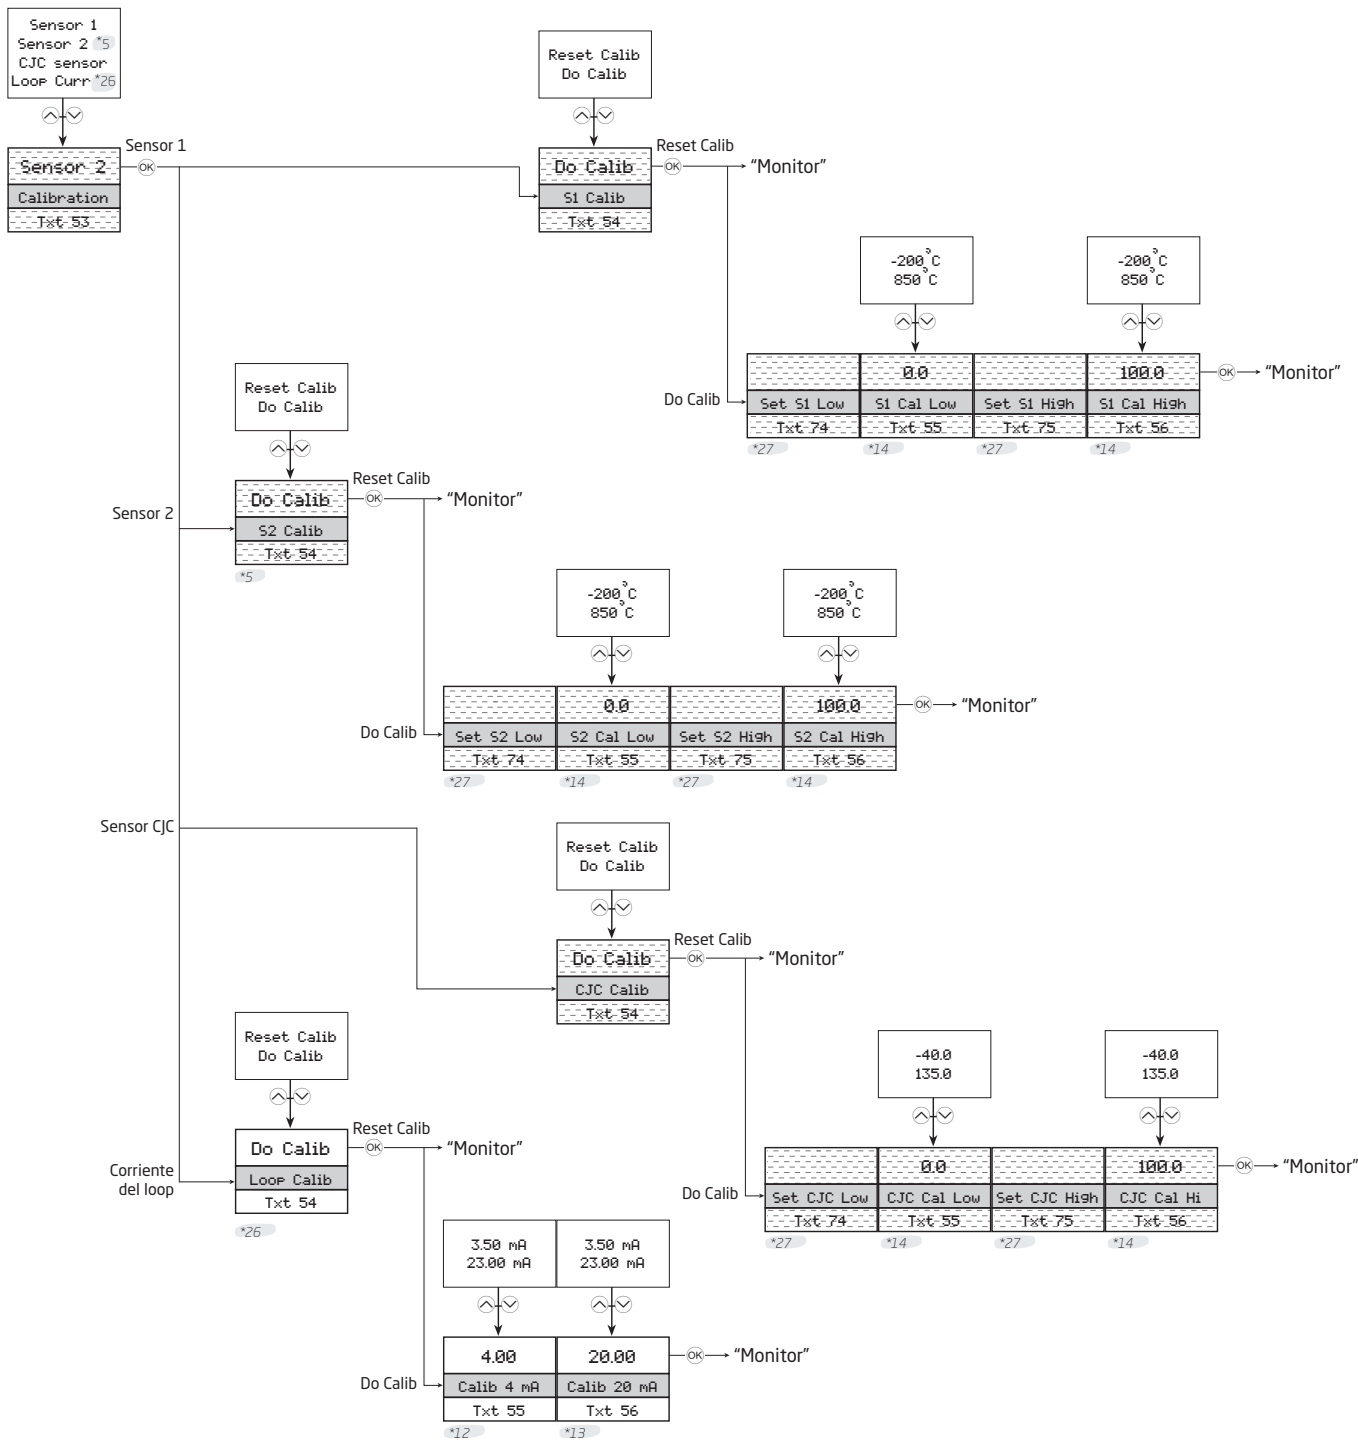 Sensor 1
Sensor 2 *5
CJC sensor
Loop Curr *26
Sensor 2
Calibration
Txt 53
OK
Sensor 1
Reset Calib
Do Calib
Do Calib
S1 Calib
Txt 54
OK
Reset Calib
"Monitor"
Do Calib
-200°C
850°C
-200°C
850°C
0.0
100.0
Set S1 Low
S1 Cal Low
Set S1 High
S1 Cal High
Txt 74
Txt 55
Txt 75
Txt 56
*27
*14
*27
*14
OK
"Monitor"
Sensor 2
Reset Calib
Do Calib
Do Calib
S2 Calib
Txt 54
*5
OK
Reset Calib
"Monitor"
Do Calib
-200°C
850°C
-200°C
850°C
0.0
100.0
Set S2 Low
S2 Cal Low
Set S2 High
S2 Cal High
Txt 74
Txt 55
Txt 75
Txt 56
*27
*14
*27
*14
OK
"Monitor"
Sensor CJC
Reset Calib
Do Calib
Do Calib
CJC Calib
Txt 54
OK
Reset Calib
"Monitor"
Do Calib
-40.0
135.0
-40.0
135.0
0.0
100.0
Set CJC Low
CJC Cal Low
Set CJC High
CJC Cal Hi
Txt 74
Txt 55
Txt 75
Txt 56
*27
*14
*27
*14
OK
"Monitor"
Corriente
del loop
Reset Calib
Do Calib
Do Calib
Loop Calib
Txt 54
*26
OK
Reset Calib
"Monitor"
Do Calib
3.50 mA
23.00 mA
3.50 mA
23.00 mA
4.00
20.00
Calib 4 mA
Calib 20 mA
Txt 55
Txt 56
*12
*13
OK
"Monitor"